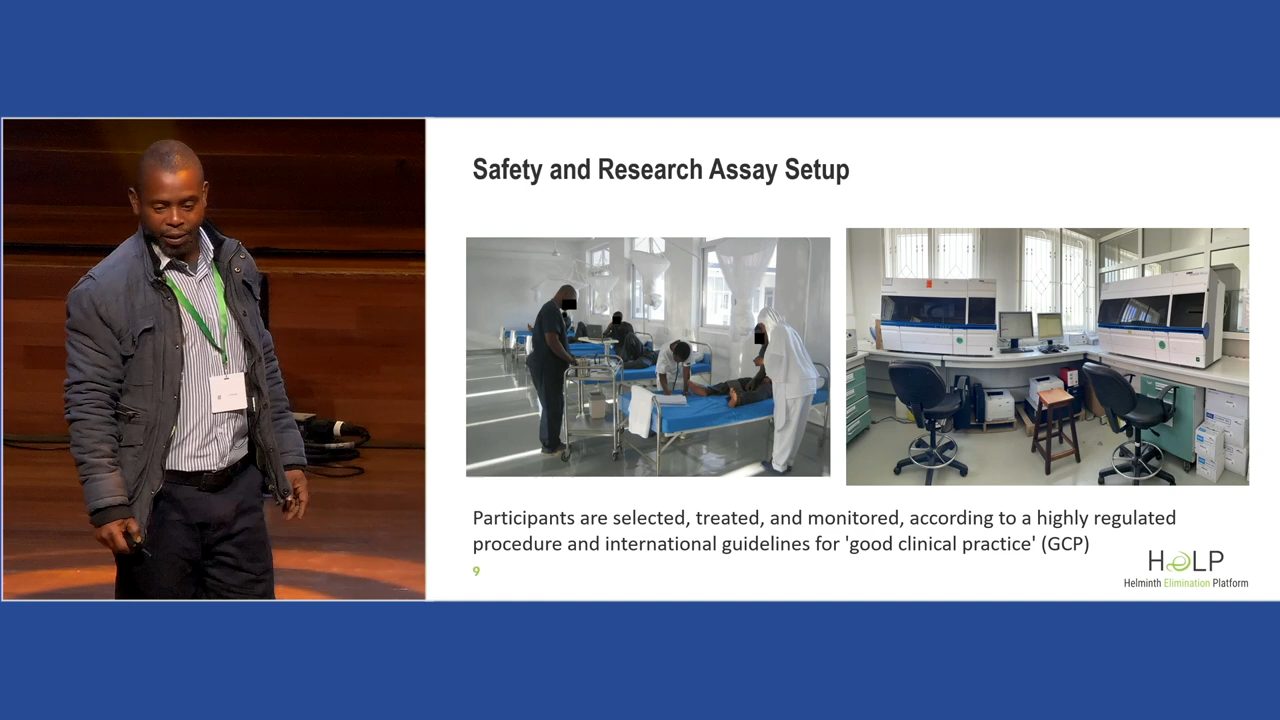 Safety and Research Assay Setup
Participants are selected, treated, and monitored, according to a highly regulated
procedure and international guidelines for 'good clinical practice' (GCP)
9
HeLP
Helminth Elimination Platform